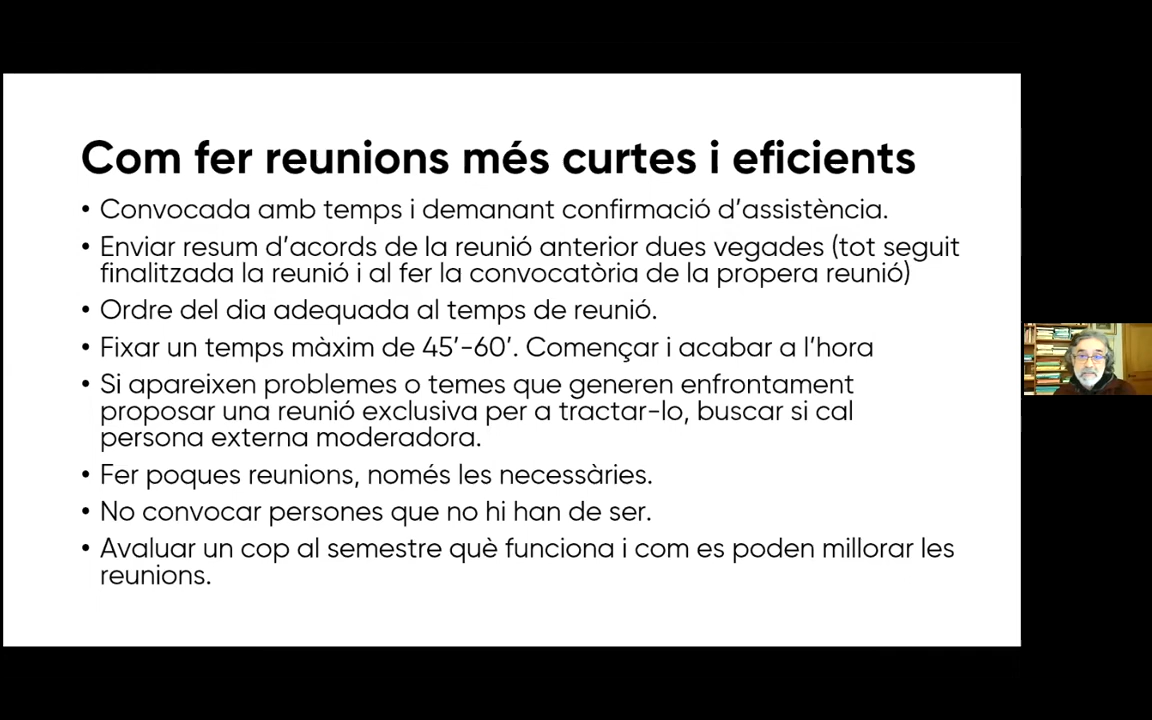 Com fer reunions més curtes i eficients
• Convocada amb temps i demanant confirmació d'assistència.
• Enviar resum d'acords de la reunió anterior dues vegades (tot seguit
finalitzada la reunió i al fer la convocatòria de la propera reunió)
• Ordre del dia adequada al temps de reunió.
• Fixar un temps màxim de 45'-60'. Començar i acabar a l'hora
• Si apareixen problemes o temes que generen enfrontament
proposar una reunió exclusiva per a tractar-lo, buscar si cal
persona externa moderadora.
• Fer poques reunions, només les necessàries.
• No convocar persones que no hi han de ser.
• Avaluar un cop al semestre què funciona i com es poden millorar les
reunions.